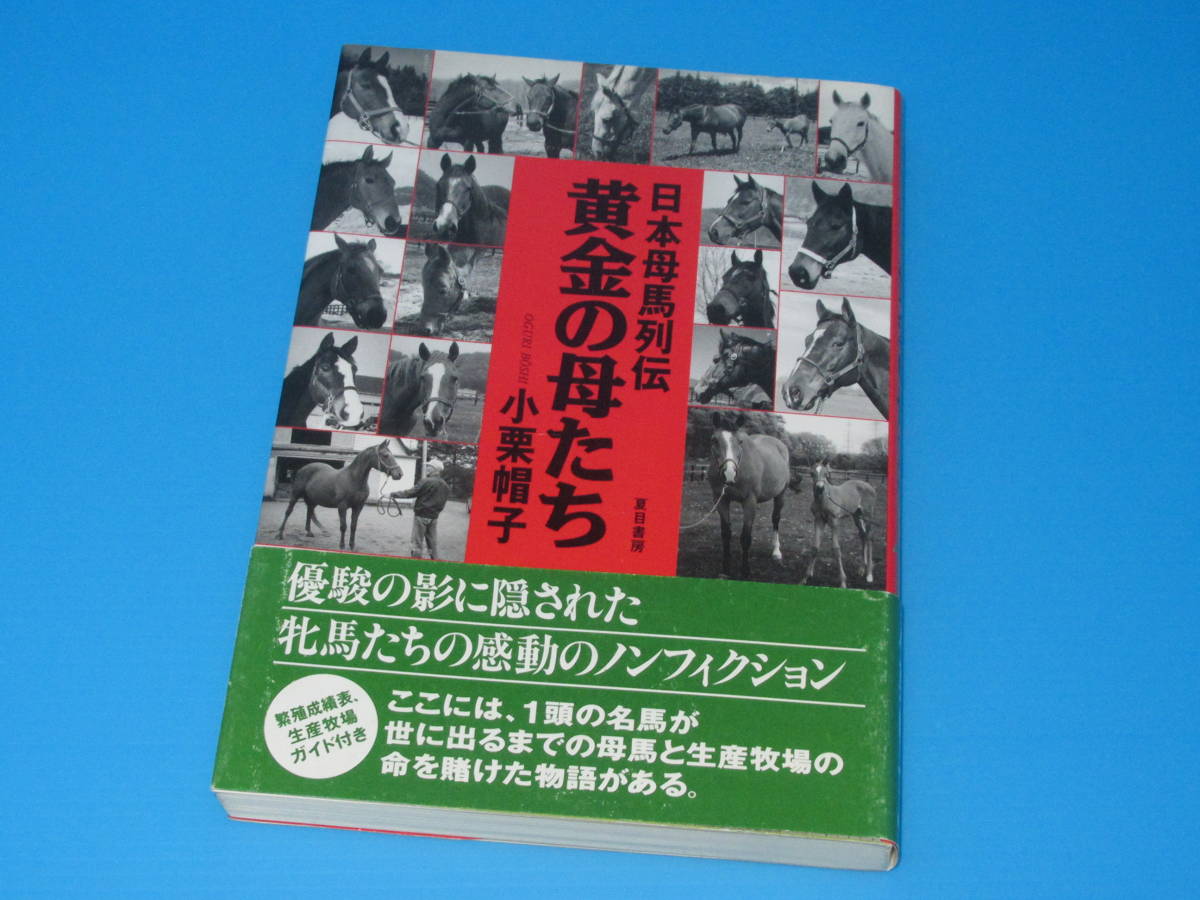 日本母馬列伝
黄金の母たち
OGURI BŌSHI
小栗帽子
夏目書房
優駿の影に隠された
牝馬たちの感動のノンフィクション
繁殖成績表、
生産牧場
ガイド付き
ここには、1頭の名馬が
世に出るまでの母馬と生産牧場の
命を賭けた物語がある。